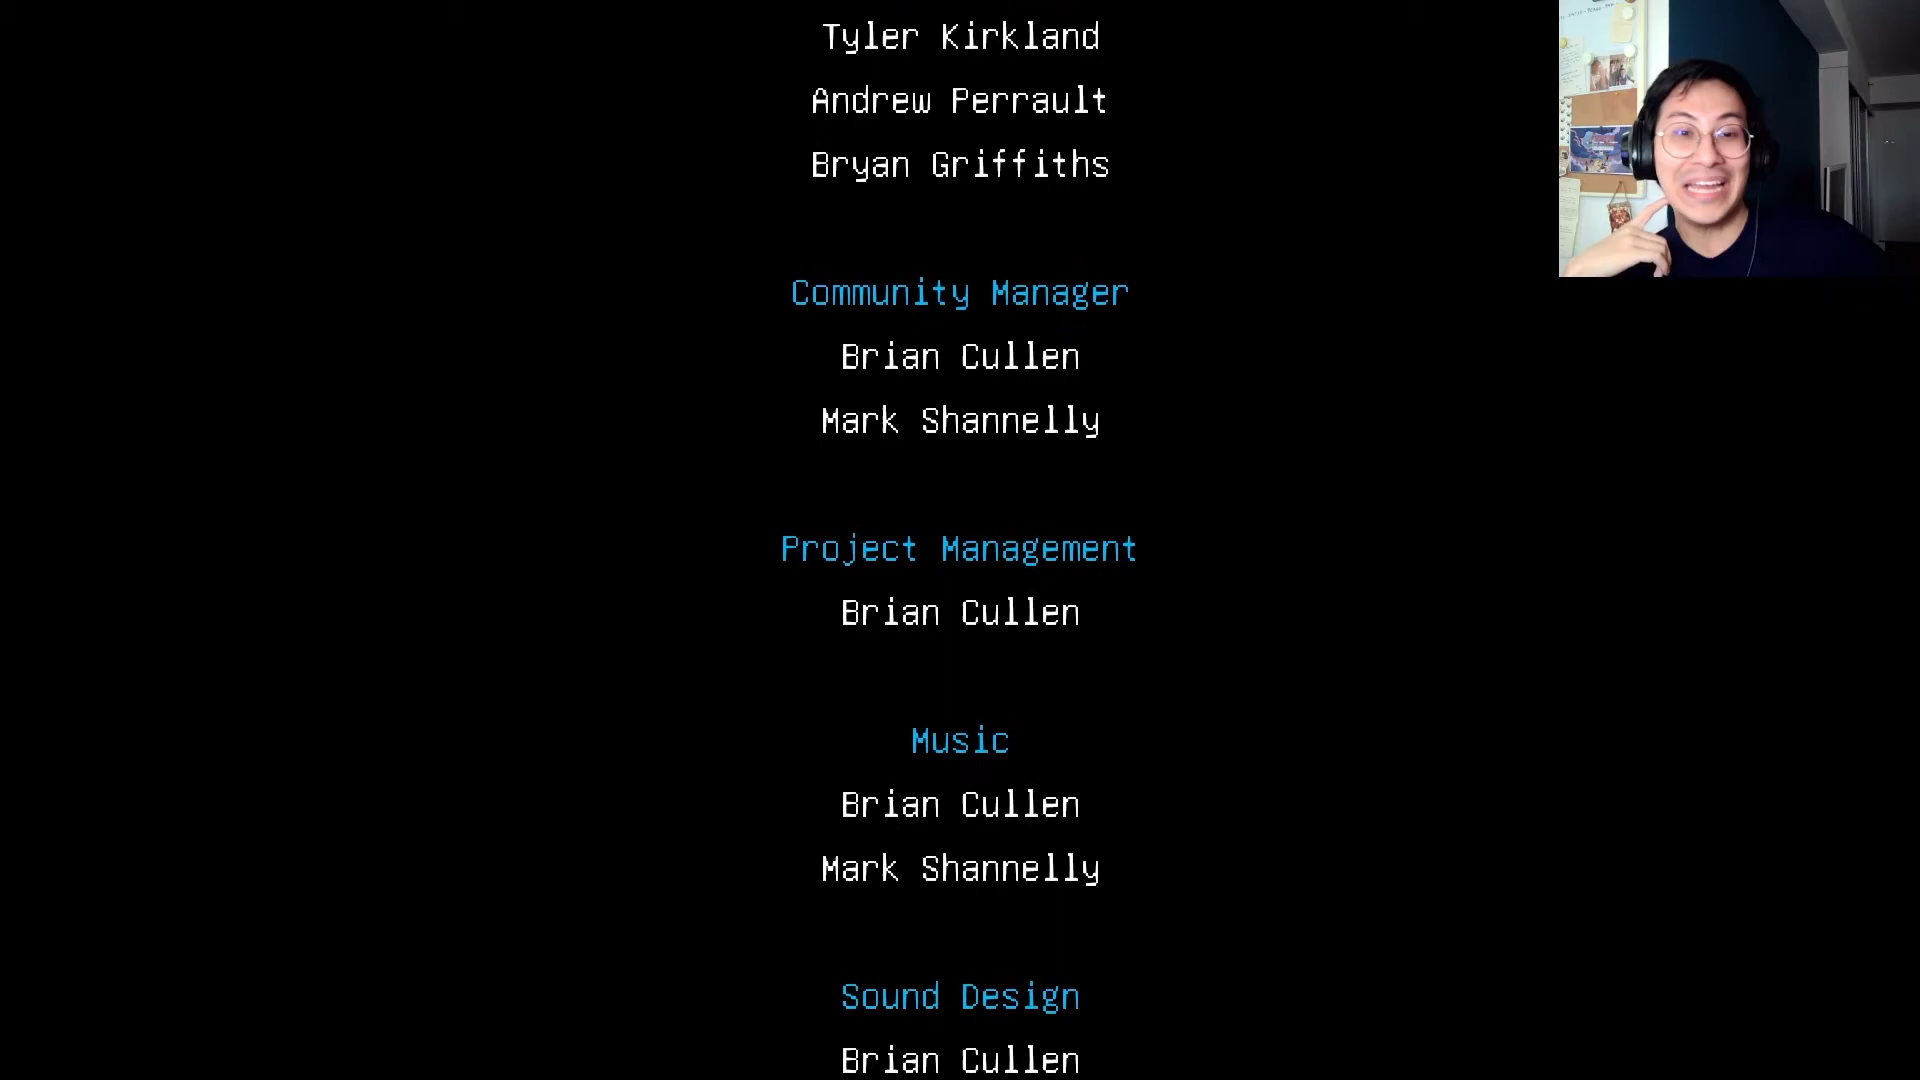 Tyler Kirkland
Andrew Perrault
Bryan Griffiths
Community Manager
Brian Cullen
Mark Shannelly
Project Management
Brian Cullen
Music
Brian Cullen
Mark Shannelly
Sound Design
Brian Cullen